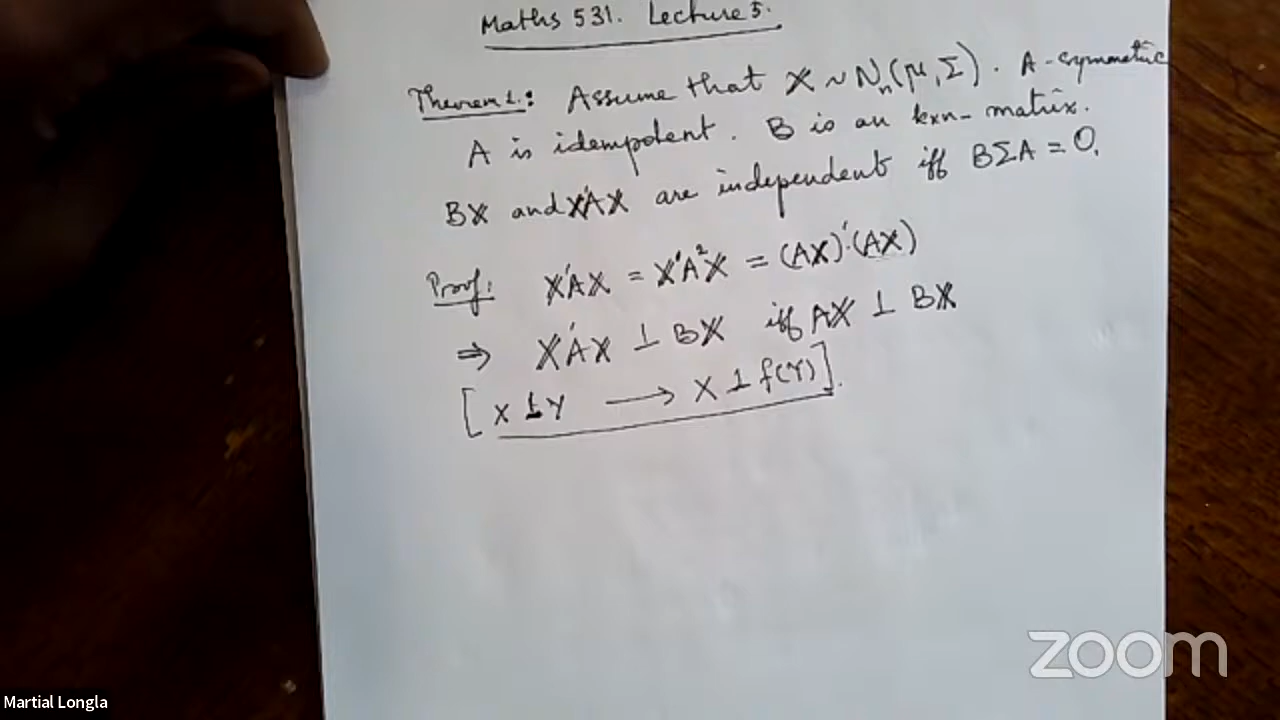 Maths 531. Lecture 5.
Theorem 1.: Assume that X ~ Nₙ(μ, Σ). A - symmetric
A is idempotent. B is an k×n- matrix.
BX and X'AX are independent iff BΣA = 0.
Proof: X'AX = X'A²X = (AX)'.(AX)
⇒ X'AX ⊥ BX iff AX ⊥ BX
[ X ⊥ Y ⟶ X ⊥ f(Y) ].
zoom
Martial Longla